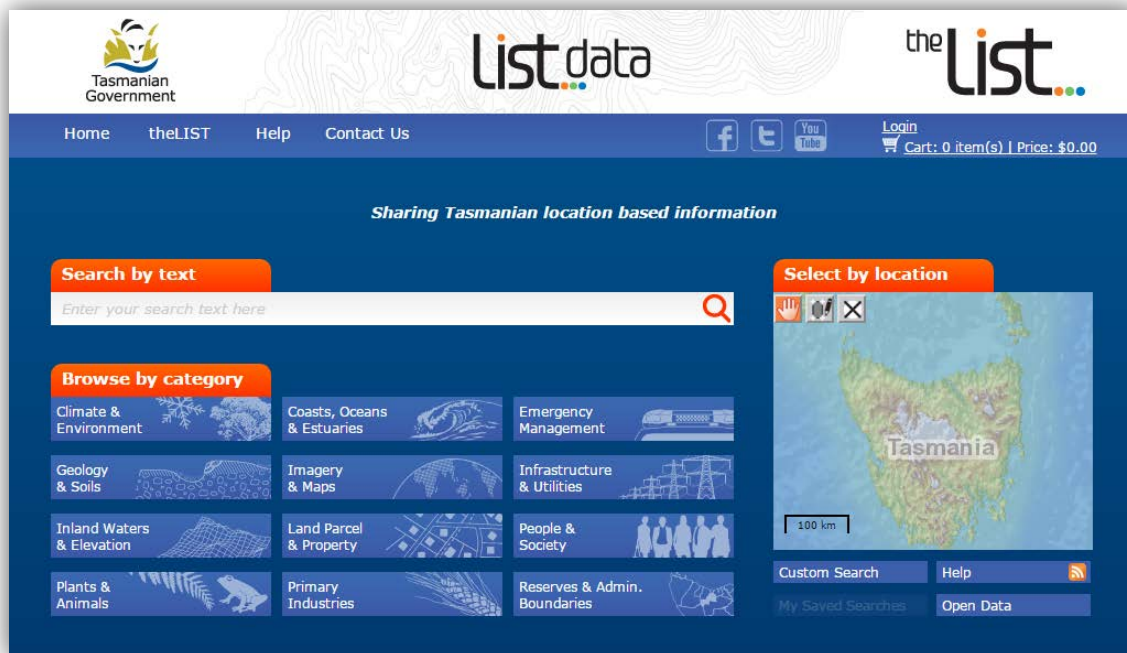 Tasmanian
Government
List data
the List
Home theLIST Help Contact Us
You
Tube
Login
Cart: 0 item(s) | Price: $0.00
Sharing Tasmanian location based information
Search by text
Enter your search text here
Select by location
Tasmania
100 km
Browse by category
Climate &
Environment
Coasts, Oceans
& Estuaries
Emergency
Management
Geology
& Soils
Imagery
& Maps
Infrastructure
& Utilities
Inland Waters
& Elevation
Land Parcel
& Property
People &
Society
Plants &
Animals
Primary
Industries
Reserves & Admin.
Boundaries
Custom Search
Help
My Saved Searches
Open Data